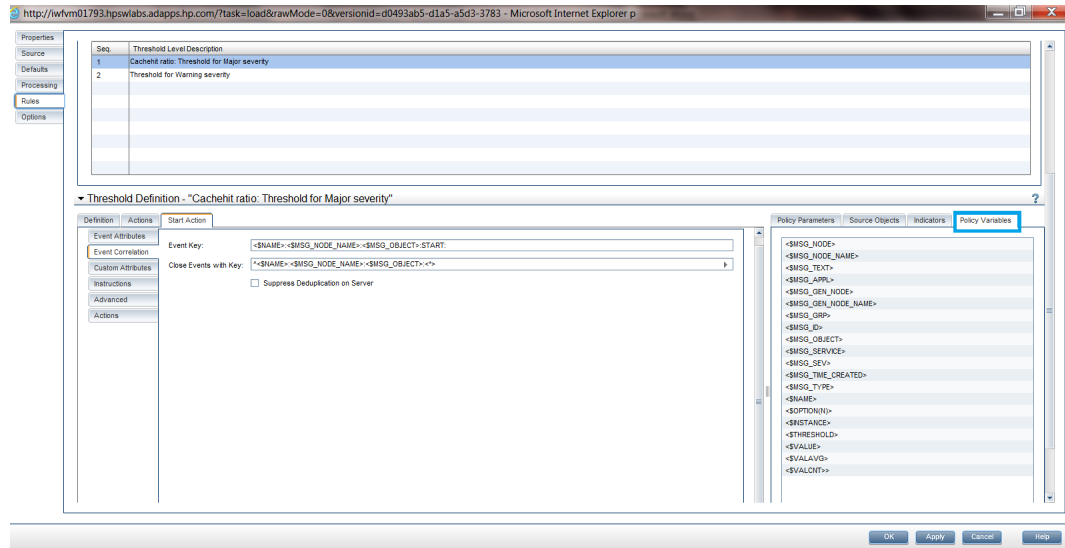 http://iwfvm01793.hpswlabs.adapps.hp.com/?task=load&rawMode=0&versionid=d0493ab5-d1a5-a5d3-3783 - Microsoft Internet Explorer p
Properties
Source
Defaults
Processing
Rules
Options
Seq. Threshold Level Description
1 Cachehit ratio: Threshold for Major severity
2 Threshold for Warning severity
Threshold Definition - "Cachehit ratio: Threshold for Major severity" ?
Definition Actions Start Action
Event Attributes
Event Correlation
Custom Attributes
Instructions
Advanced
Actions
Event Key: <$NAME>:<$MSG_NODE_NAME>:<$MSG_OBJECT>:START:
Close Events with Key: ^<$NAME>:<$MSG_NODE_NAME>:<$MSG_OBJECT>:<*>
Suppress Deduplication on Server
Policy Parameters Source Objects Indicators Policy Variables
<$MSG_NODE>
<$MSG_NODE_NAME>
<$MSG_TEXT>
<$MSG_APPL>
<$MSG_GEN_NODE>
<$MSG_GEN_NODE_NAME>
<$MSG_GRP>
<$MSG_ID>
<$MSG_OBJECT>
<$MSG_SERVICE>
<$MSG_SEV>
<$MSG_TIME_CREATED>
<$MSG_TYPE>
<$NAME>
<$OPTION(N)>
<$INSTANCE>
<$THRESHOLD>
<$VALUE>
<$VALAVG>
<$VALCNT>>
OK Apply Cancel Help